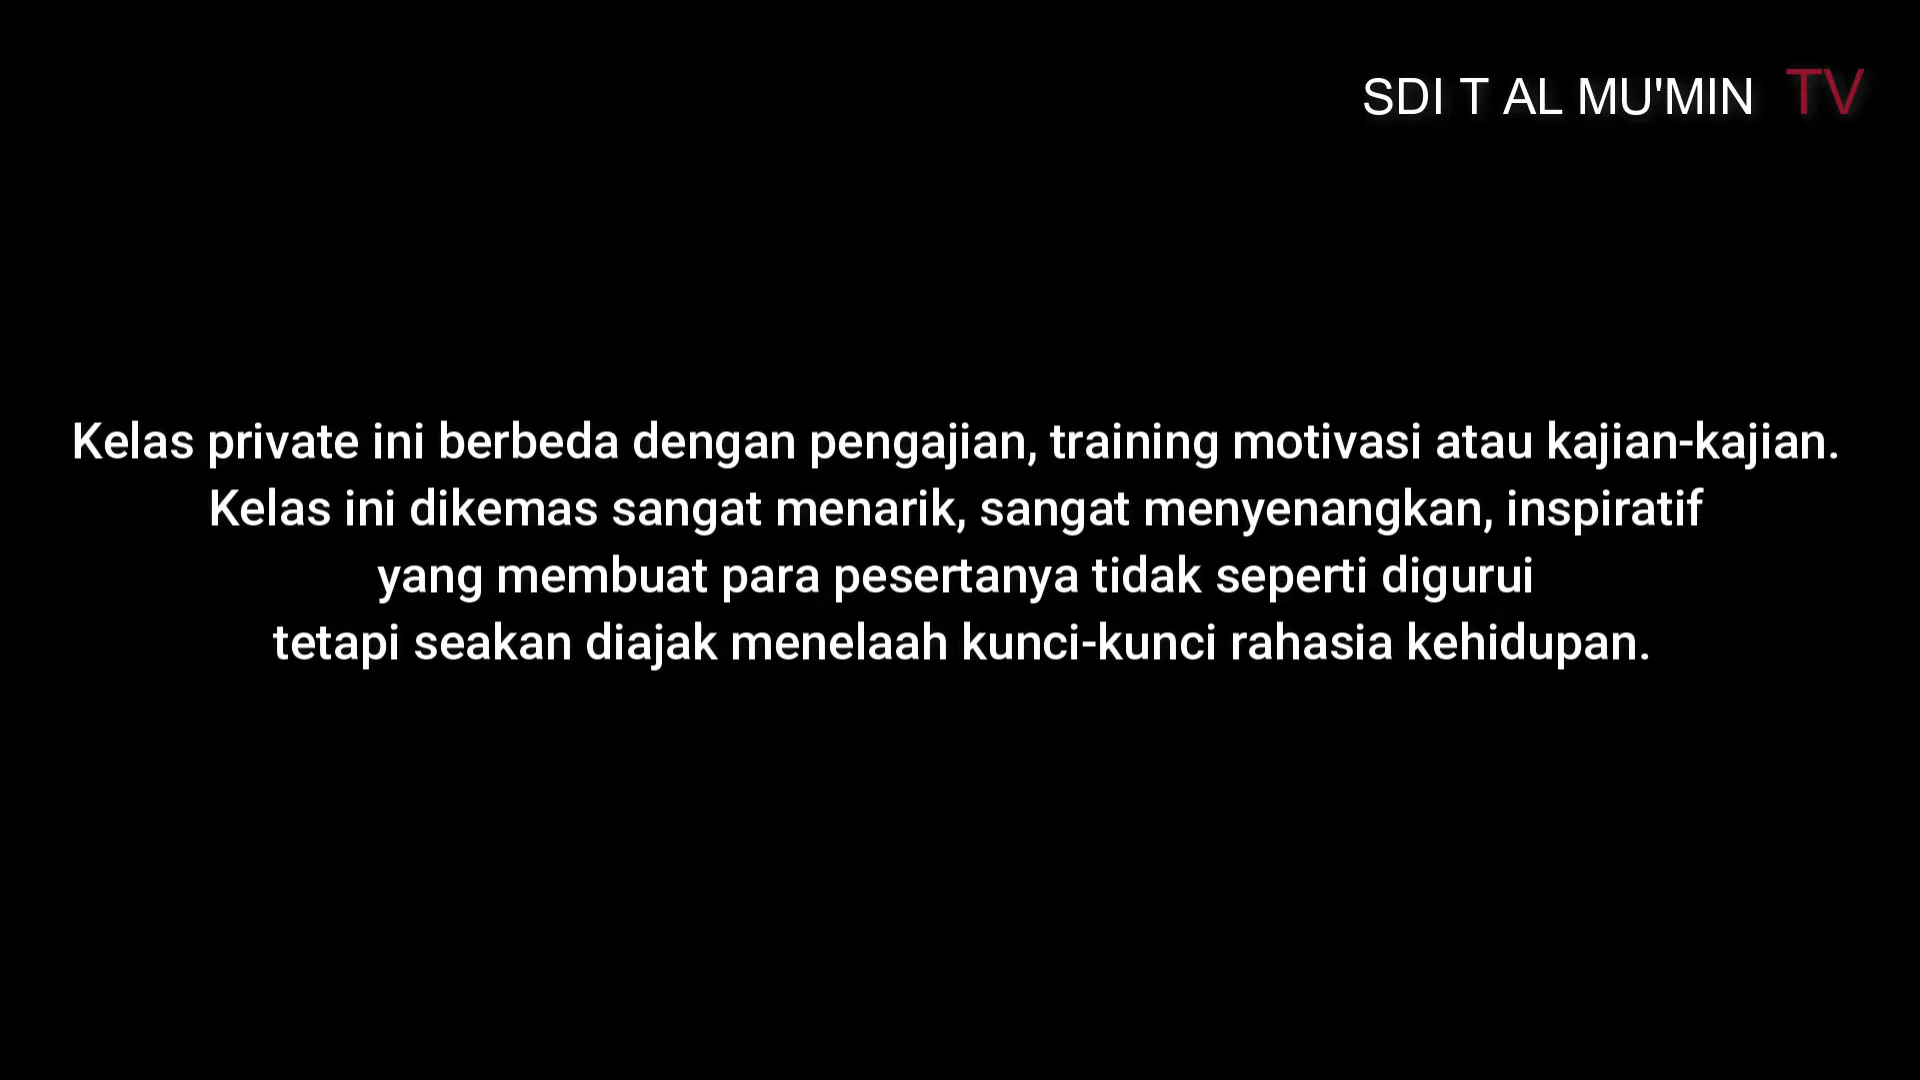 SDI T AL MU'MIN TV
Kelas private ini berbeda dengan pengajian, training motivasi atau kajian-kajian.
Kelas ini dikemas sangat menarik, sangat menyenangkan, inspiratif
yang membuat para pesertanya tidak seperti digurui
tetapi seakan diajak menelaah kunci-kunci rahasia kehidupan.